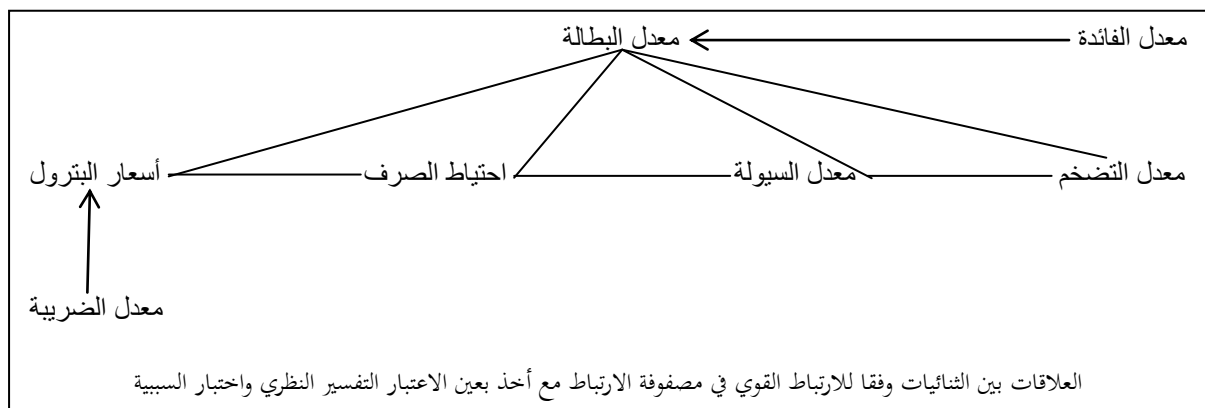 معدل الفائدة معدل البطالة
معدل التضخم معدل السيولة احتياط الصرف أسعار البترول
معدل الضريبة
العلاقات بين الثنائيات وفقا للارتباط القوي في مصفوفة الارتباط مع أخذ بعين الاعتبار التفسير النظري واختبار السببية